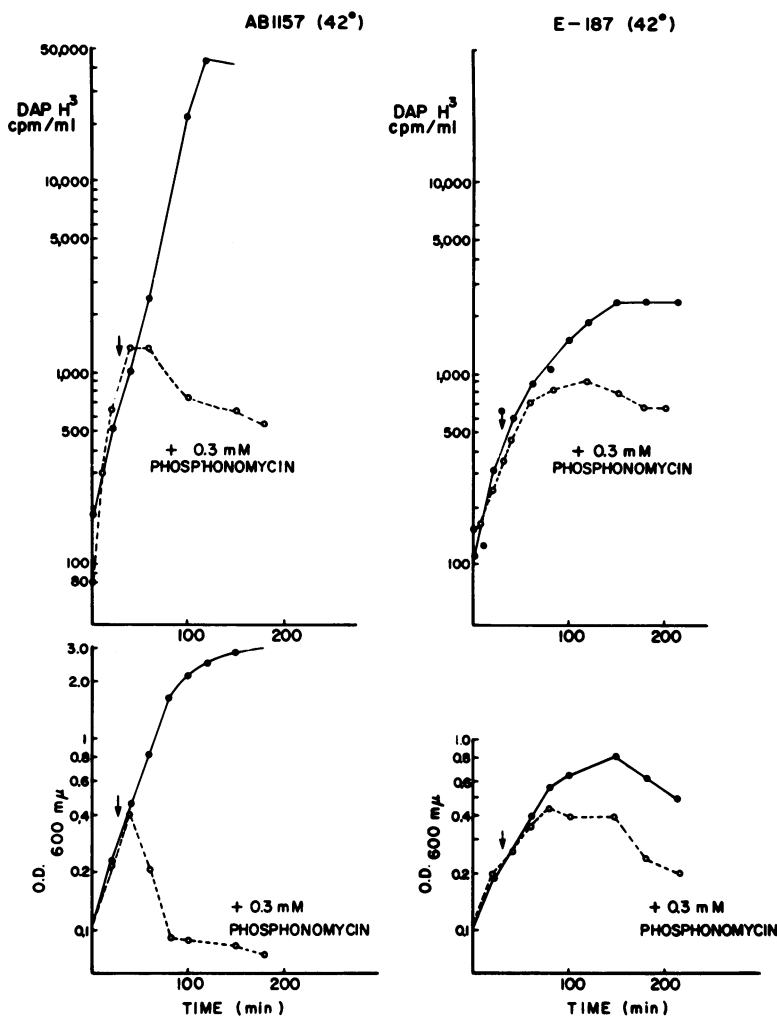 AB1157 (42°)
E-187 (42°)
50,000
DAP H³
cpm/ml
10,000
5,000
1,000
500
100
80
+ 0.3 mM
PHOSPHONOMYCIN
100
200
DAP H³
cpm/ml
10,000
5,000
1,000
500
100
+ 0.3 mM
PHOSPHONOMYCIN
100
200
3.0
2.0
1
0.8
0.6
0.4
0.2
0.1
O.D. 600 mμ
+ 0.3 mM
PHOSPHONOMYCIN
100
200
TIME (min)
1.0
0.8
0.6
0.4
0.2
0.1
O.D. 600 mμ
+ 0.3 mM
PHOSPHONOMYCIN
100
200
TIME (min)